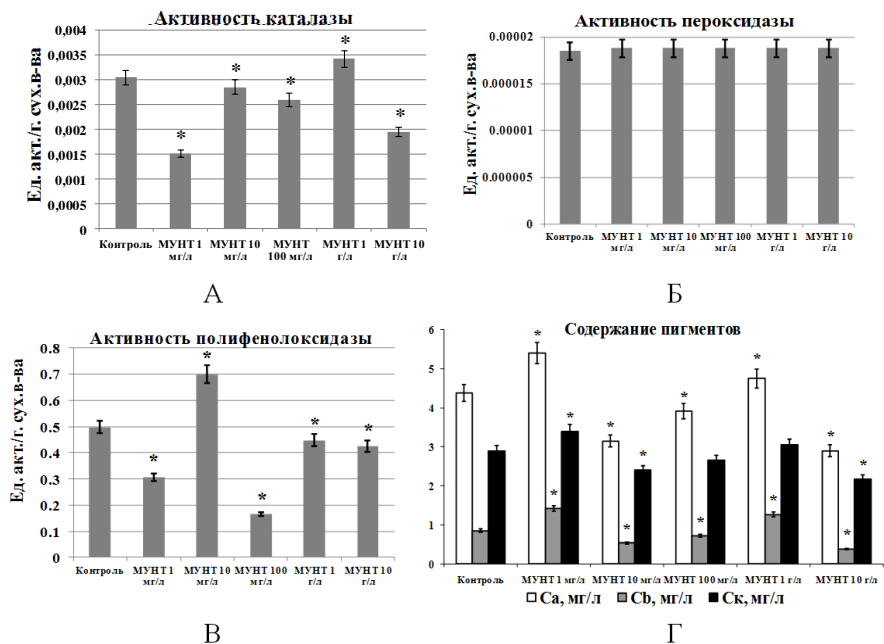 Активность каталазы
Ед. акт./г. сух.в-ва
0,004
0,0035
0,003
0,0025
0,002
0,0015
0,001
0,0005
0
*
*
*
*
*
Контроль
МУНТ 1 мг/л
МУНТ 10 мг/л
МУНТ 100 мг/л
МУНТ 1 г/л
МУНТ 10 г/л
А
Активность пероксидазы
Ед. акт./г. сух.в-ва
0.00002
0.000015
0.00001
0.000005
0
Контроль
МУНТ 1 мг/л
МУНТ 10 мг/л
МУНТ 100 мг/л
МУНТ 1 г/л
МУНТ 10 г/л
Б
Активность полифенолоксидазы
Ед. акт./г. сух.в-ва
0.8
0.7
0.6
0.5
0.4
0.3
0.2
0.1
0
*
*
*
*
*
Контроль
МУНТ 1 мг/л
МУНТ 10 мг/л
МУНТ 100 мг/л
МУНТ 1 г/л
МУНТ 10 г/л
В
Содержание пигментов
6
5
4
3
2
1
0
*
*
*
*
*
*
*
*
*
*
*
*
*
Контроль
МУНТ 1 мг/л
МУНТ 10 мг/л
МУНТ 100 мг/л
МУНТ 1 г/л
МУНТ 10 г/л
Са, мг/л
Сb, мг/л
Ск, мг/л
Г